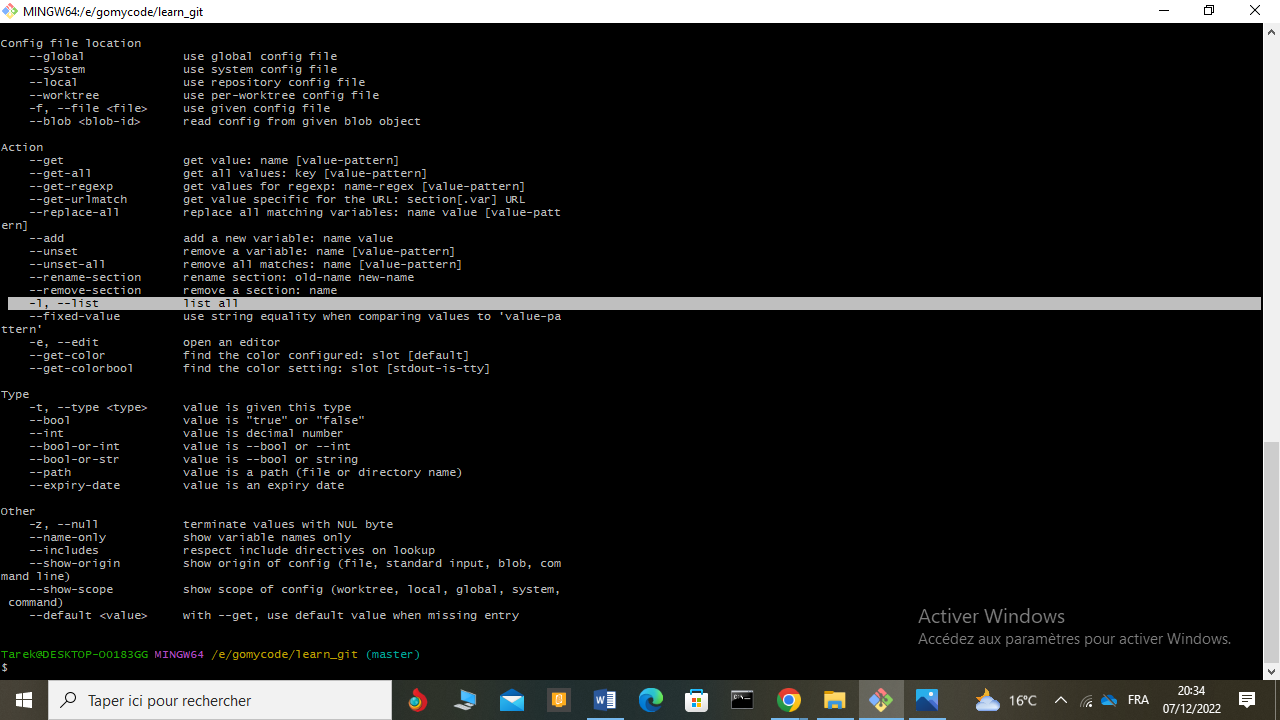 MINGW64:/e/gomycode/learn_git
Config file location
    --global              use global config file
    --system              use system config file
    --local               use repository config file
    --worktree            use per-worktree config file
    -f, --file <file>     use given config file
    --blob <blob-id>      read config from given blob object
Action
    --get                 get value: name [value-pattern]
    --get-all             get all values: key [value-pattern]
    --get-regexp          get values for regexp: name-regex [value-pattern]
    --get-urlmatch        get value specific for the URL: section[.var] URL
    --replace-all         replace all matching variables: name value [value-patt
ern]
    --add                 add a new variable: name value
    --unset               remove a variable: name [value-pattern]
    --unset-all           remove all matches: name [value-pattern]
    --rename-section      rename section: old-name new-name
    --remove-section      remove a section: name
    -l, --list            list all
    --fixed-value         use string equality when comparing values to 'value-pa
ttern'
    -e, --edit            open an editor
    --get-color           find the color configured: slot [default]
    --get-colorbool       find the color setting: slot [stdout-is-tty]
Type
    -t, --type <type>     value is given this type
    --bool                value is "true" or "false"
    --int                 value is decimal number
    --bool-or-int         value is --bool or --int
    --bool-or-str         value is --bool or string
    --path                value is a path (file or directory name)
    --expiry-date         value is an expiry date
Other
    -z, --null            terminate values with NUL byte
    --name-only           show variable names only
    --includes            respect include directives on lookup
    --show-origin         show origin of config (file, standard input, blob, com
mand line)
    --show-scope          show scope of config (worktree, local, global, system,
 command)
    --default <value>     with --get, use default value when missing entry
Activer Windows
Accédez aux paramètres pour activer Windows.
Tarek@DESKTOP-OO183GG MINGW64 /e/gomycode/learn_git (master)
$
Taper ici pour rechercher
16°C
FRA
20:34
07/12/2022